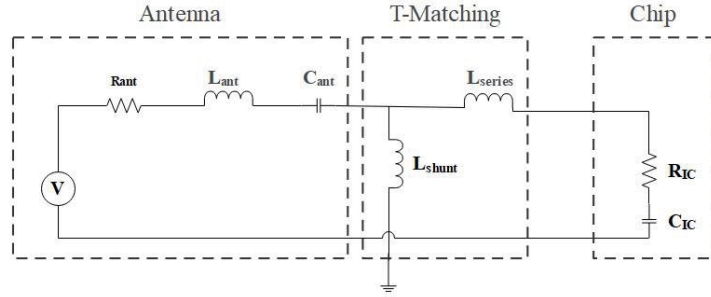 Antenna T-Matching Chip
Rant Lant Cant Lseries
V Lshunt RIC
CIC